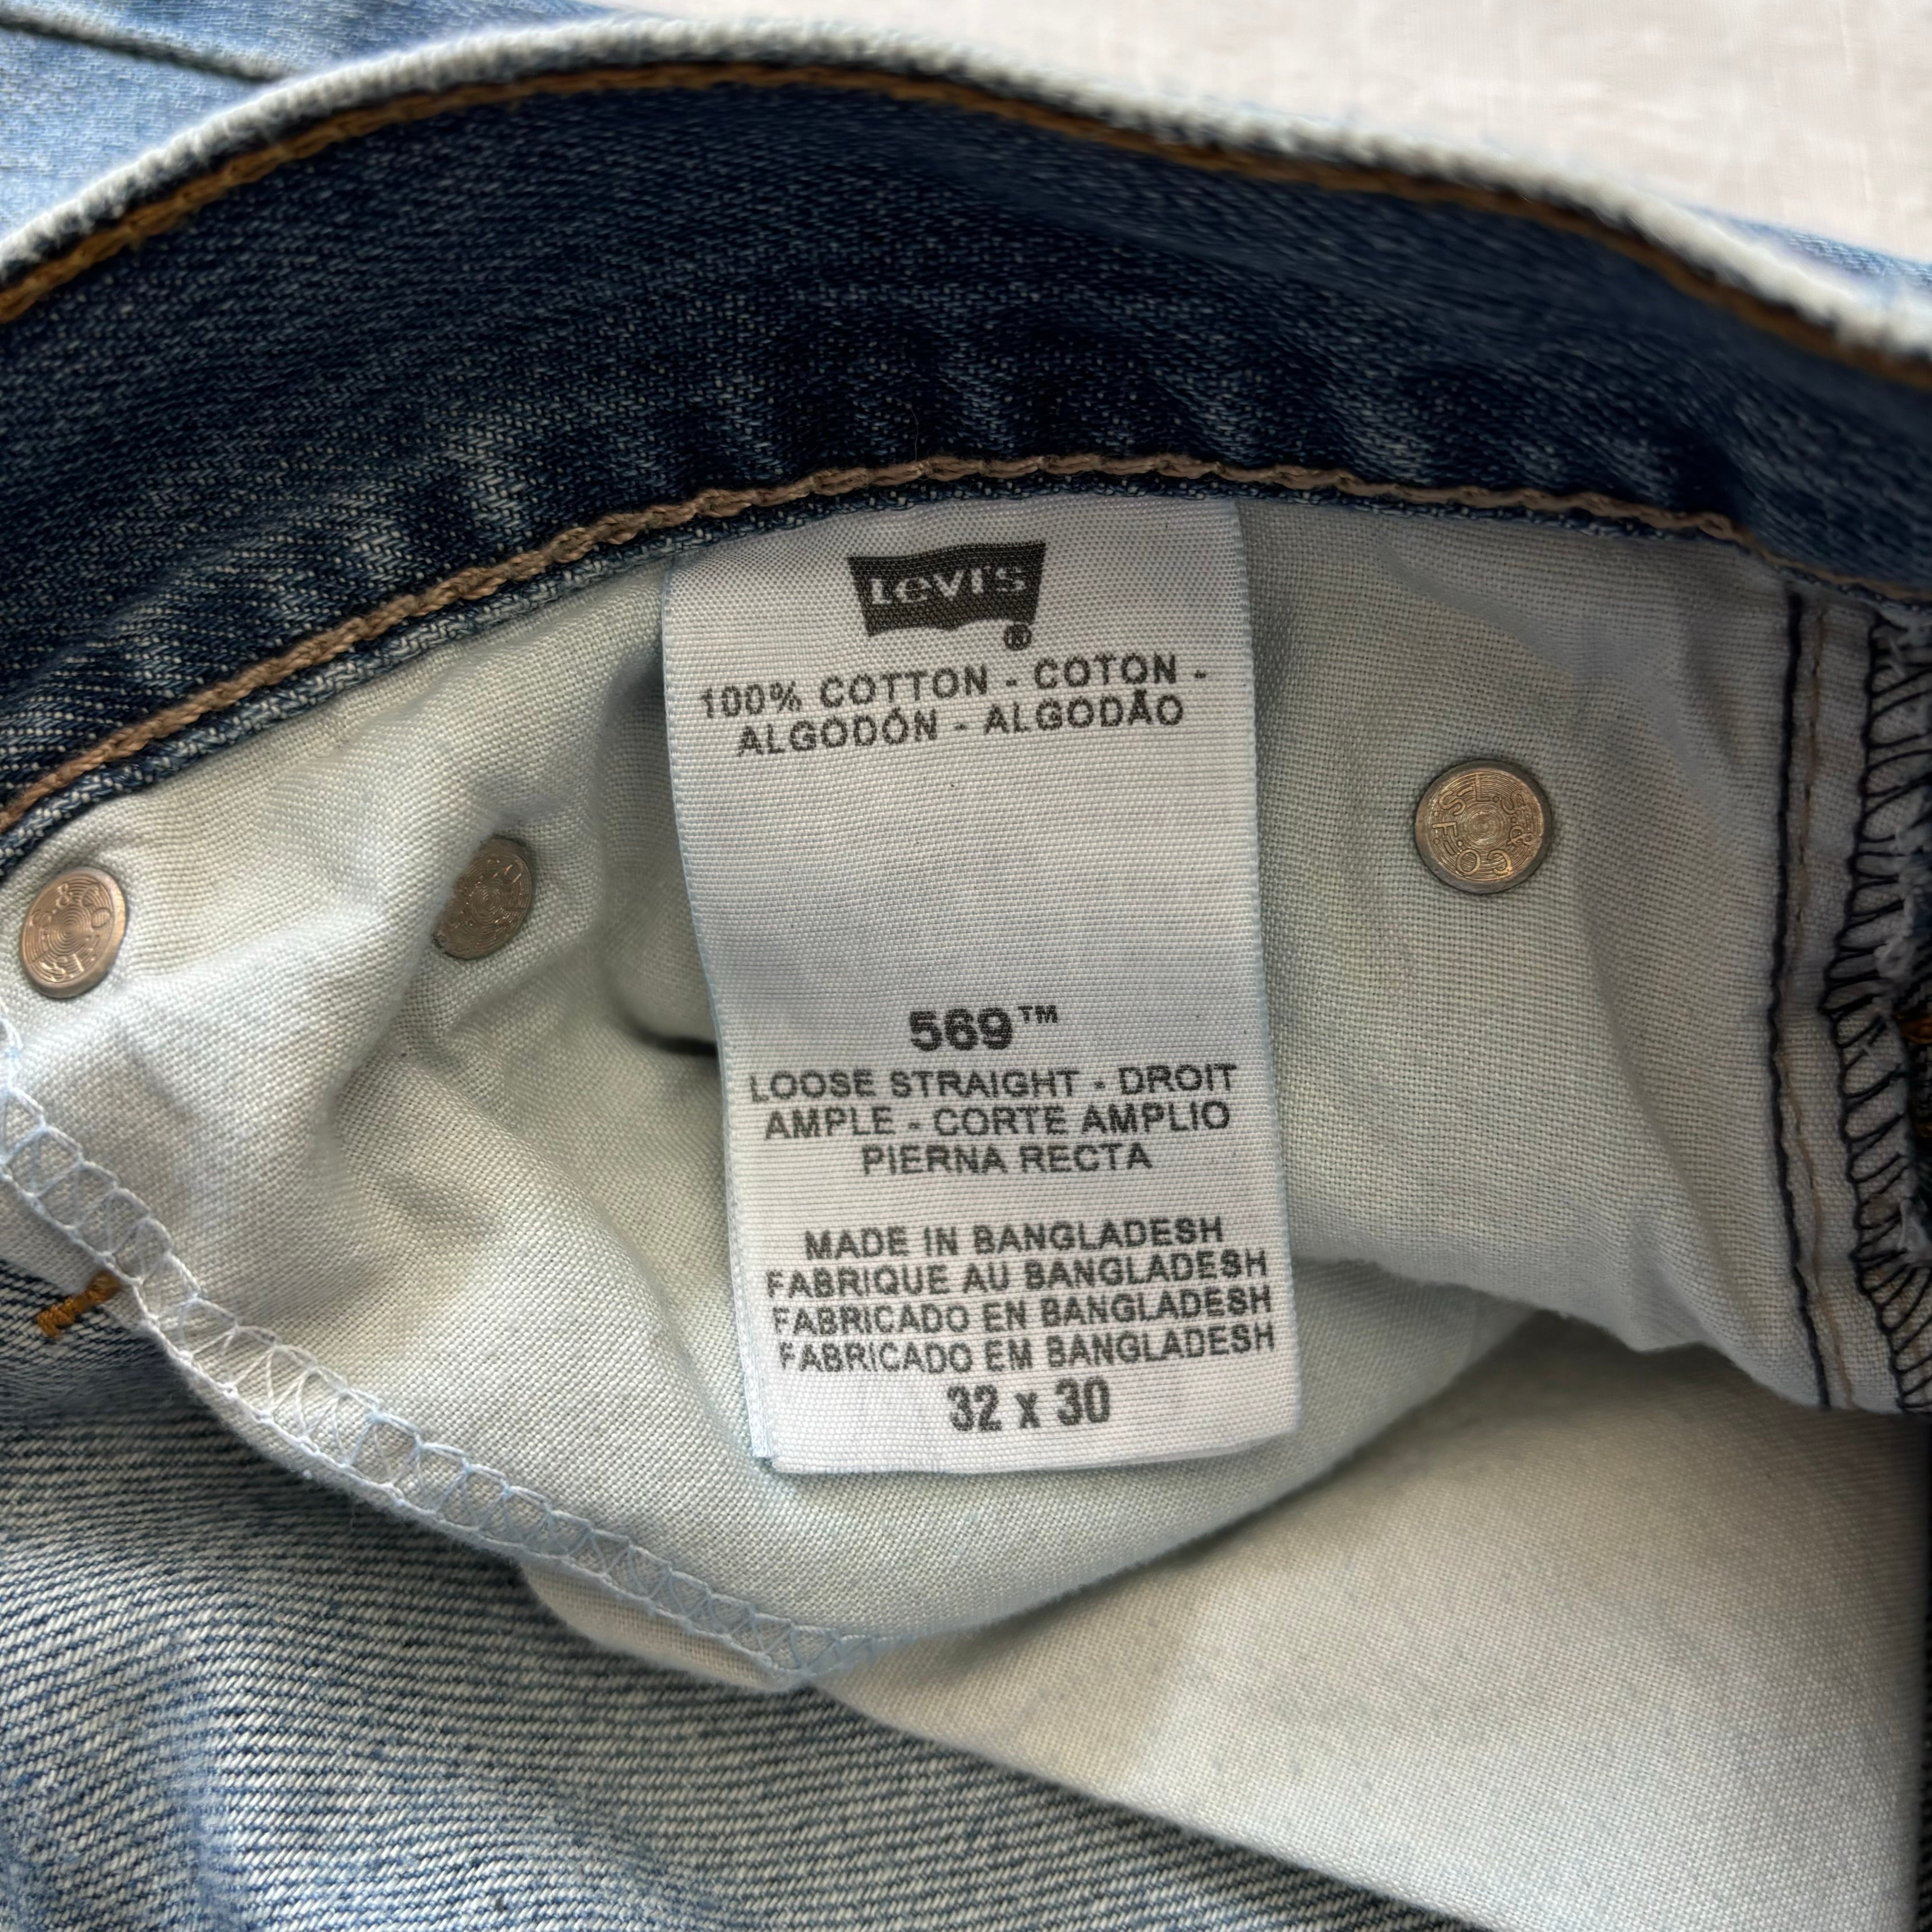 Levi's
®
100% COTTON - COTON -
ALGODÓN - ALGODÃO
569™
LOOSE STRAIGHT - DROIT
AMPLE - CORTE AMPLIO
PIERNA RECTA
MADE IN BANGLADESH
FABRIQUE AU BANGLADESH
FABRICADO EN BANGLADESH
FABRICADO EM BANGLADESH
32 x 30
L.S.&CO.S.F.